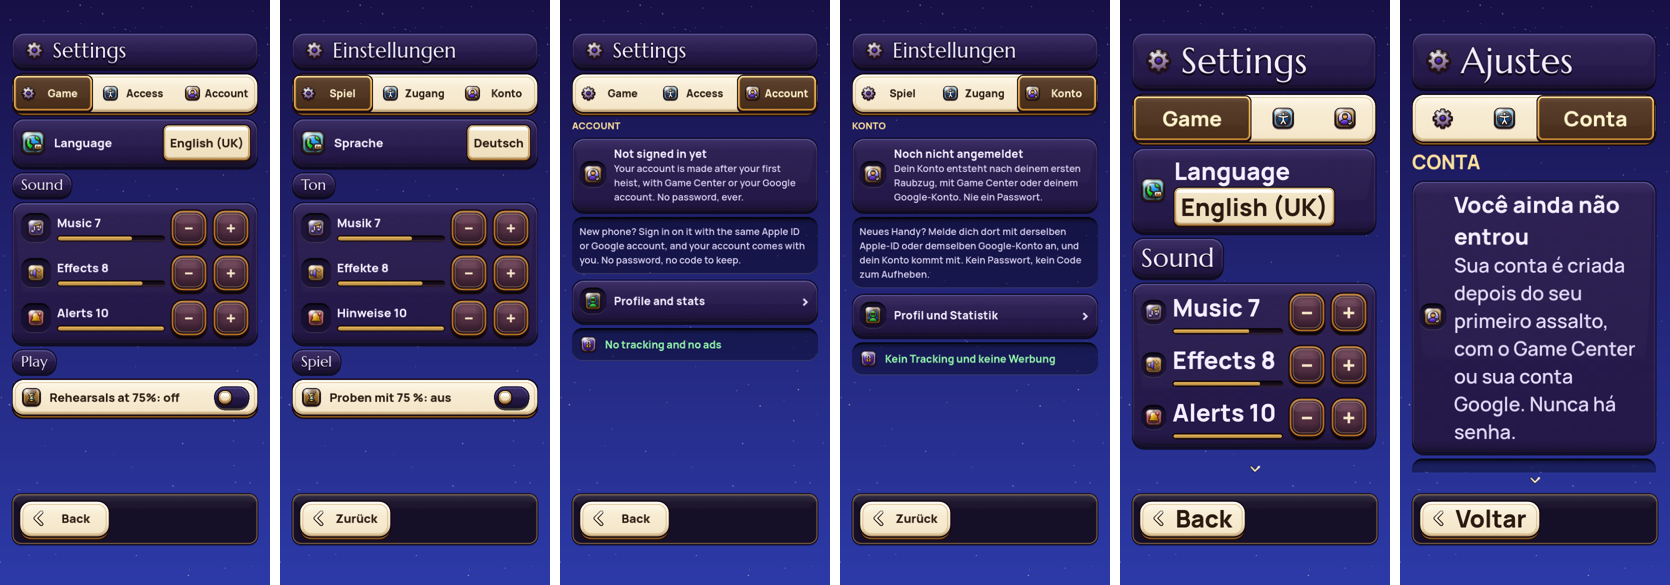 Settings
Game
Access
Account
Language
English (UK)
Sound
Music 7
Effects 8
Alerts 10
Play
Rehearsals at 75%: off
Back
Einstellungen
Spiel
Zugang
Konto
Sprache
Deutsch
Ton
Musik 7
Effekte 8
Hinweise 10
Spiel
Proben mit 75 %: aus
Zurück
Settings
Game
Access
Account
ACCOUNT
Not signed in yet
Your account is made after your first
heist, with Game Center or your Google
account. No password, ever.
New phone? Sign in on it with the same Apple ID
or Google account, and your account comes with
you. No password, no code to keep.
Profile and stats
No tracking and no ads
Back
Einstellungen
Spiel
Zugang
Konto
KONTO
Noch nicht angemeldet
Dein Konto entsteht nach deinem ersten
Raubzug, mit Game Center oder deinem
Google-Konto. Nie ein Passwort.
Neues Handy? Melde dich dort mit derselben
Apple-ID oder demselben Google-Konto an, und
dein Konto kommt mit. Kein Passwort, kein Code
zum Aufheben.
Profil und Statistik
Kein Tracking und keine Werbung
Zurück
Settings
Game
Language
English (UK)
Sound
Music 7
Effects 8
Alerts 10
Back
Ajustes
Conta
CONTA
Você ainda não
entrou
Sua conta é criada
depois do seu
primeiro assalto,
com o Game Center
ou sua conta
Google. Nunca há
senha.
Voltar